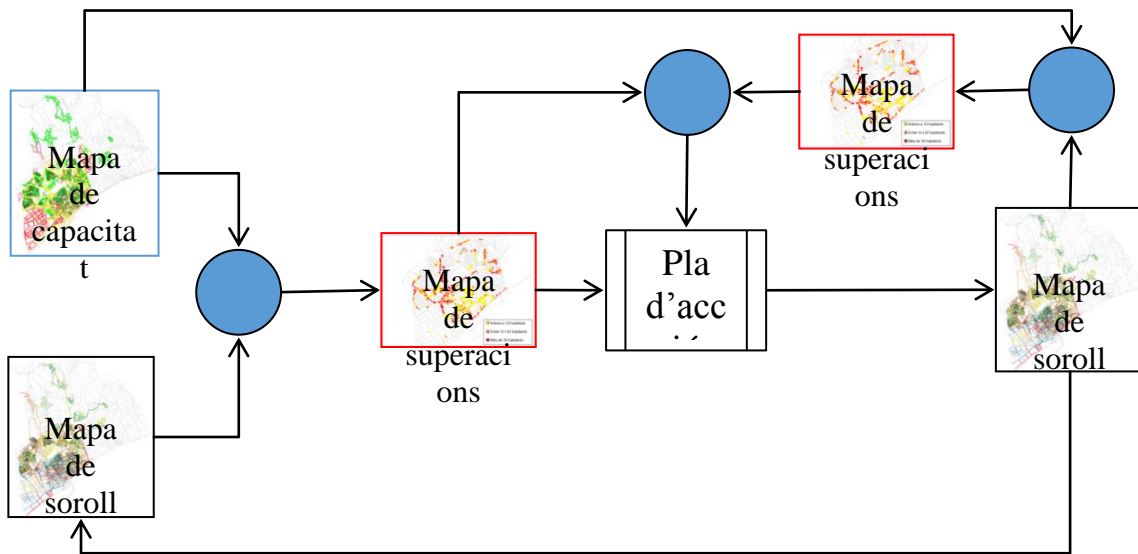 Mapa
de
capacita
t
Mapa
de
soroll
Mapa
de
superaci
ons
Mapa
de
superaci
ons
Pla
d’acc
Mapa
de
soroll